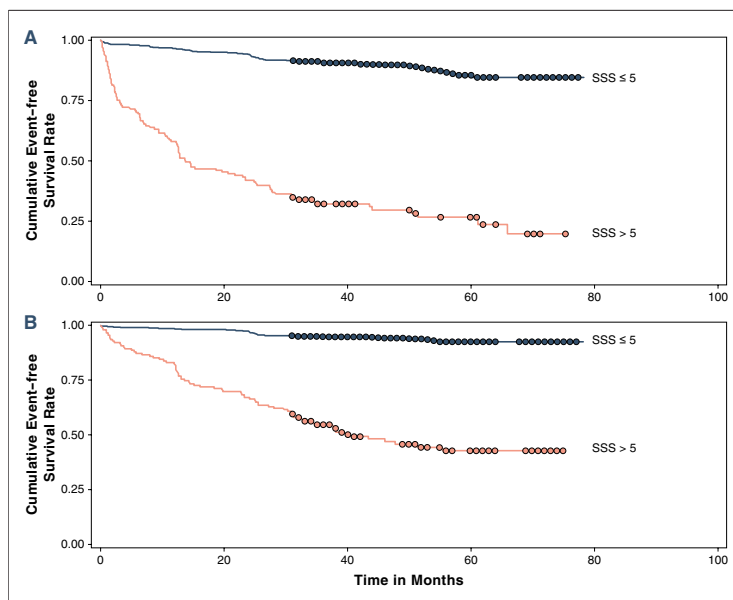 A
Cumulative Event-free
Survival Rate
1.00
0.75
0.50
0.25
0.00
SSS ≤ 5
SSS > 5
0 20 40 60 80 100
B
Cumulative Event-free
Survival Rate
1.00
0.75
0.50
0.25
0.00
SSS ≤ 5
SSS > 5
0 20 40 60 80 100
Time in Months